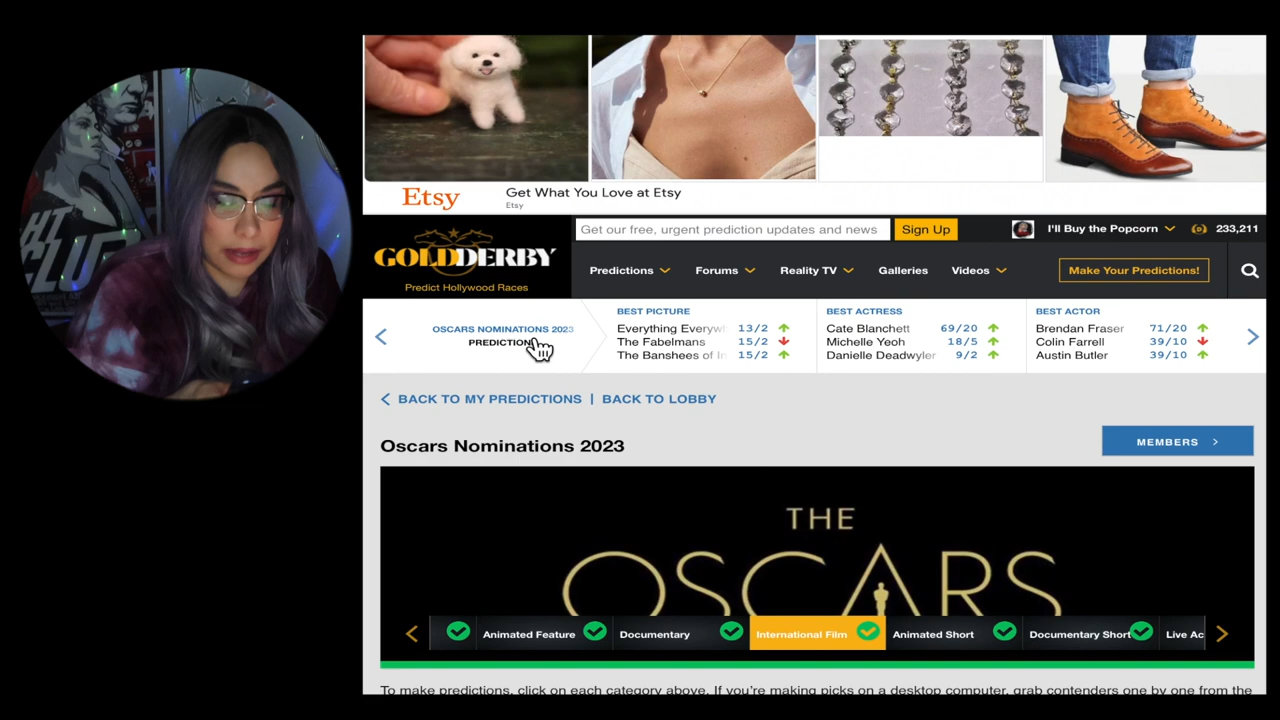 HT
CLU
Etsy
Get What You Love at Etsy
Etsy
GOLDDERBY
Predict Hollywood Races
Get our free, urgent prediction updates and news
Sign Up
I'll Buy the Popcorn
233,211
Predictions
Forums
Reality TV
Galleries
Videos
Make Your Predictions!
OSCARS NOMINATIONS 2023
PREDICTION
BEST PICTURE
Everything Everywh 13/2
The Fabelmans 15/2
The Banshees of In 15/2
BEST ACTRESS
Cate Blanchett 69/20
Michelle Yeoh 18/5
Danielle Deadwyler 9/2
BEST ACTOR
Brendan Fraser 71/20
Colin Farrell 39/10
Austin Butler 39/10
BACK TO MY PREDICTIONS | BACK TO LOBBY
Oscars Nominations 2023
MEMBERS
THE
OSCARS
Animated Feature
Documentary
International Film
Animated Short
Documentary Short
Live Ac
To make predictions, click on each category above. If you're making picks on a desktop computer, grab contenders one by one from the